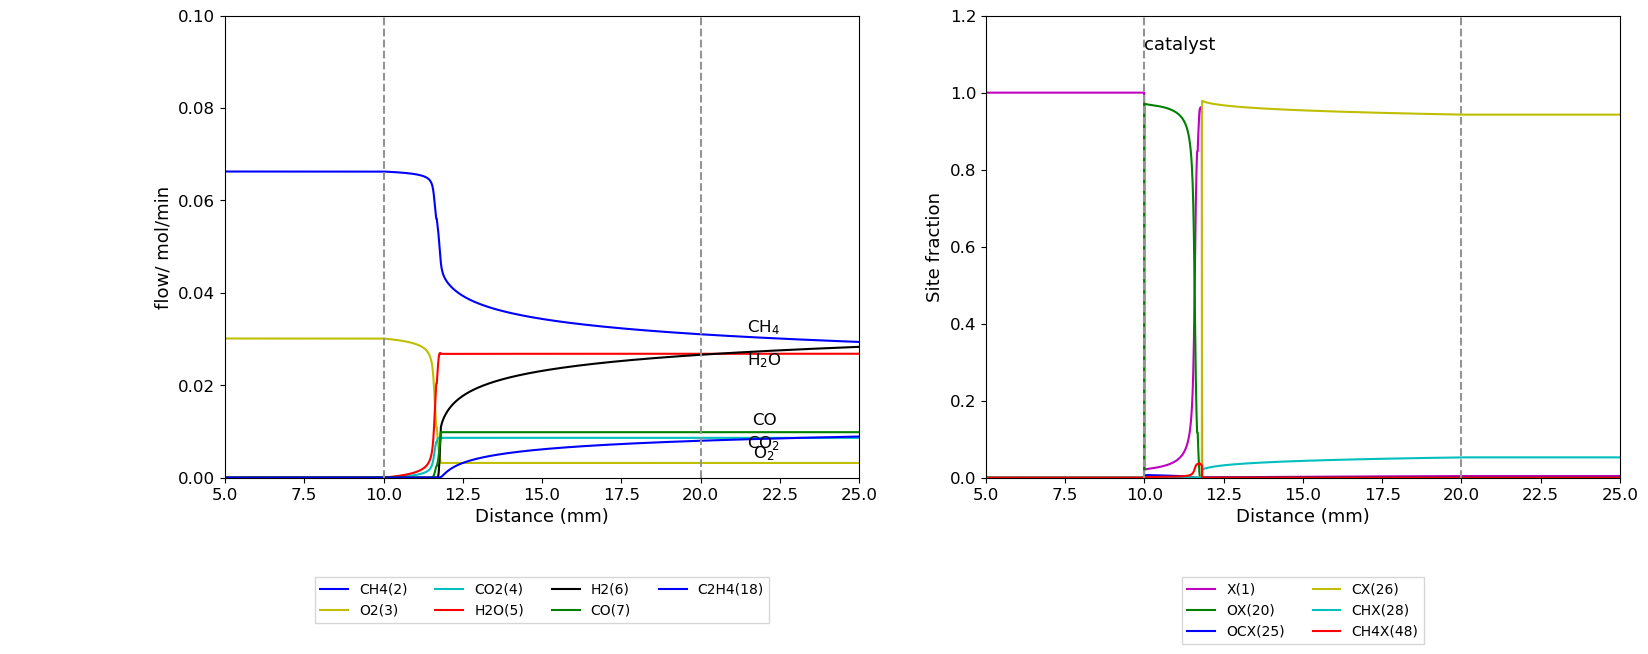 0.10
0.08
0.06
0.04
0.02
0.00
flow/ mol/min
CH4
H2O
CO
CO2
O2
5.0 7.5 10.0 12.5 15.0 17.5 20.0 22.5 25.0
Distance (mm)
CH4(2) CO2(4) H2(6) C2H4(18)
O2(3) H2O(5) CO(7)
1.2
1.0
0.8
0.6
0.4
0.2
0.0
Site fraction
catalyst
5.0 7.5 10.0 12.5 15.0 17.5 20.0 22.5 25.0
Distance (mm)
X(1) CX(26)
OX(20) CHX(28)
OCX(25) CH4X(48)